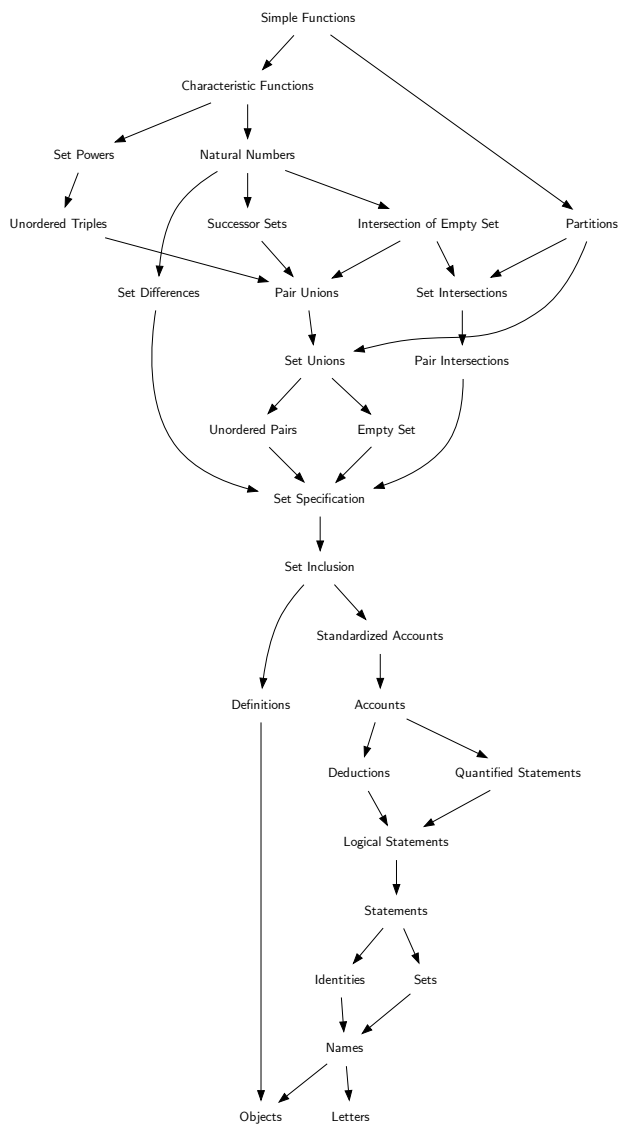 Simple Functions
Characteristic Functions
Set Powers
Natural Numbers
Unordered Triples
Successor Sets
Intersection of Empty Set
Partitions
Set Differences
Pair Unions
Set Intersections
Set Unions
Pair Intersections
Unordered Pairs
Empty Set
Set Specification
Set Inclusion
Standardized Accounts
Definitions
Accounts
Deductions
Quantified Statements
Logical Statements
Statements
Identities
Sets
Names
Objects
Letters